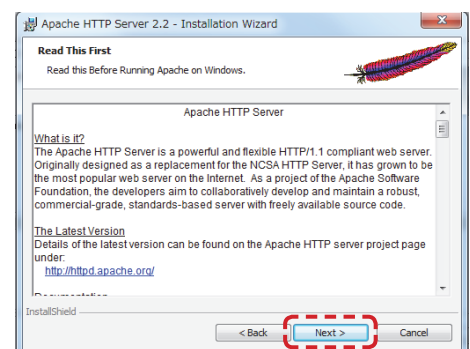 Apache HTTP Server 2.2 - Installation Wizard
Read This First
Read this Before Running Apache on Windows.
Apache HTTP Server
What is it?
The Apache HTTP Server is a powerful and flexible HTTP/1.1 compliant web server.
Originally designed as a replacement for the NCSA HTTP Server, it has grown to be
the most popular web server on the Internet. As a project of the Apache Software
Foundation, the developers aim to collaboratively develop and maintain a robust,
commercial-grade, standards-based server with freely available source code.
The Latest Version
Details of the latest version can be found on the Apache HTTP server project page
under:
http://httpd.apache.org/
Documentation
InstallShield
< Back Next > Cancel